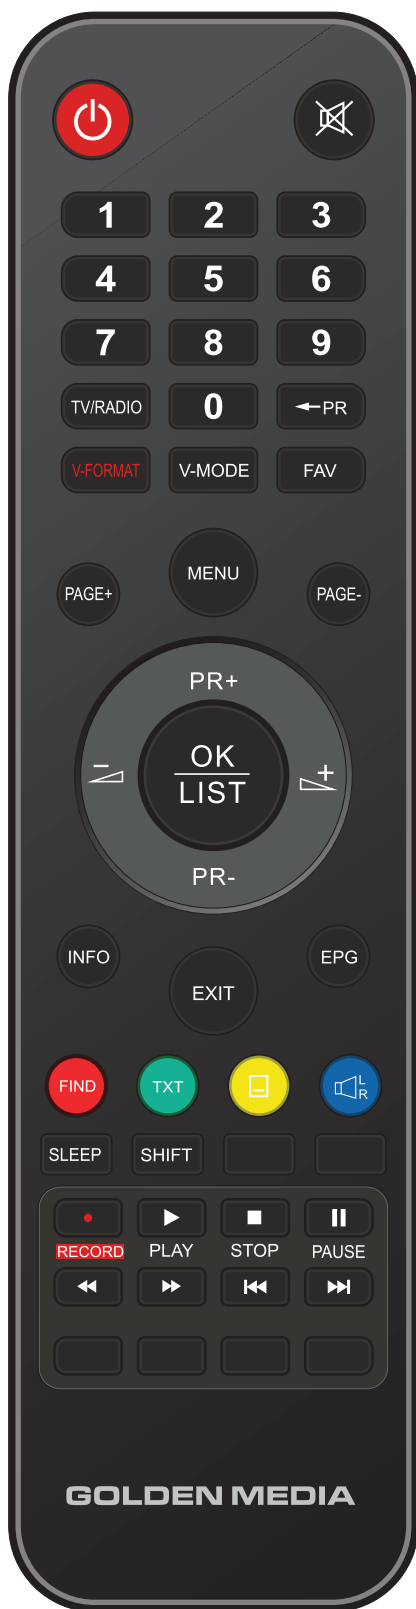 1 2 3
4 5 6
7 8 9
TV/RADIO 0 PR
V-FORMAT V-MODE FAV
MENU
PAGE+ PAGE-
PR+
OK
LIST
- +
PR-
INFO EPG
EXIT
FIND TXT L
R
SLEEP SHIFT
RECORD PLAY STOP PAUSE
GOLDEN MEDIA